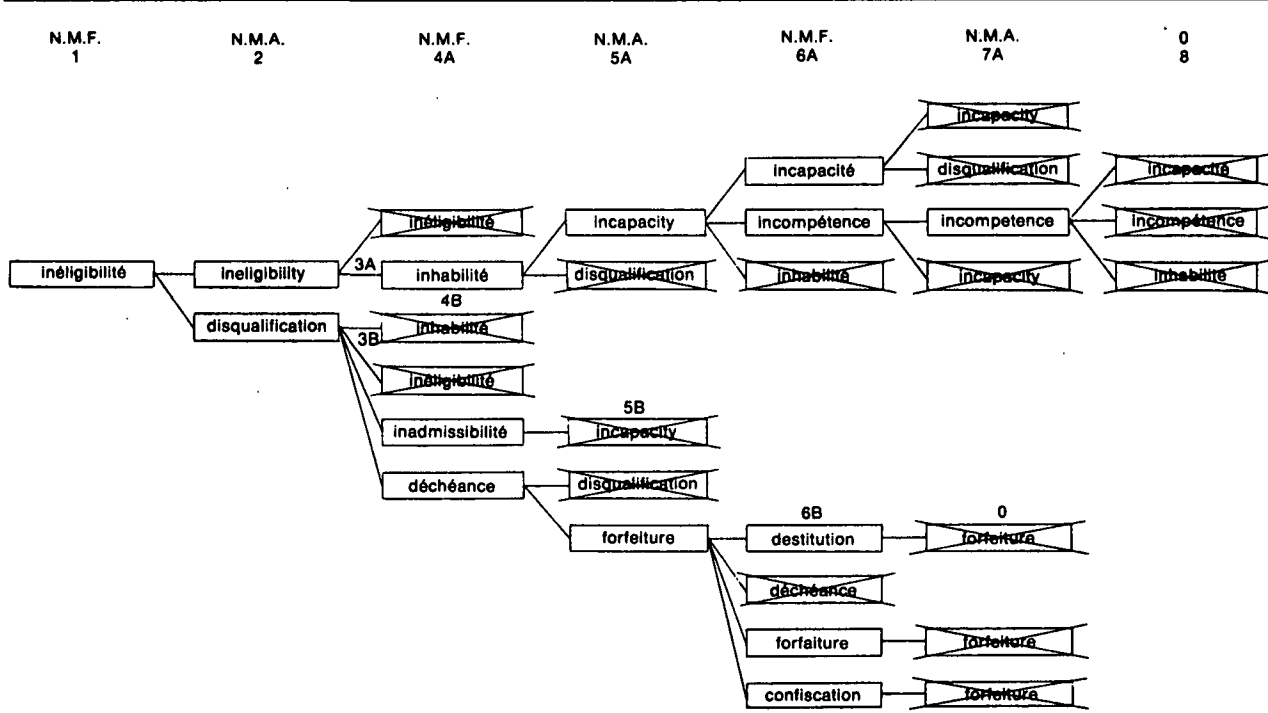 N.M.F. N.M.A. N.M.F. N.M.A. N.M.F. N.M.A. 0
1 2 4A 5A 6A 7A 8
incapacity
incapacité disqualification incapacité
inéligibilité incapacity incompétence incompetence incompétence
inéligibilité ineligibility 3A inhabilité disqualification inhabilité incapacity inhabilité
4B
disqualification inhabilité
3B
inéligibilité
5B
inadmissibilité incapacity
déchéance disqualification
6B 0
forfeiture destitution forfeiture
déchéance
forfaiture forfeiture
confiscation forfeiture